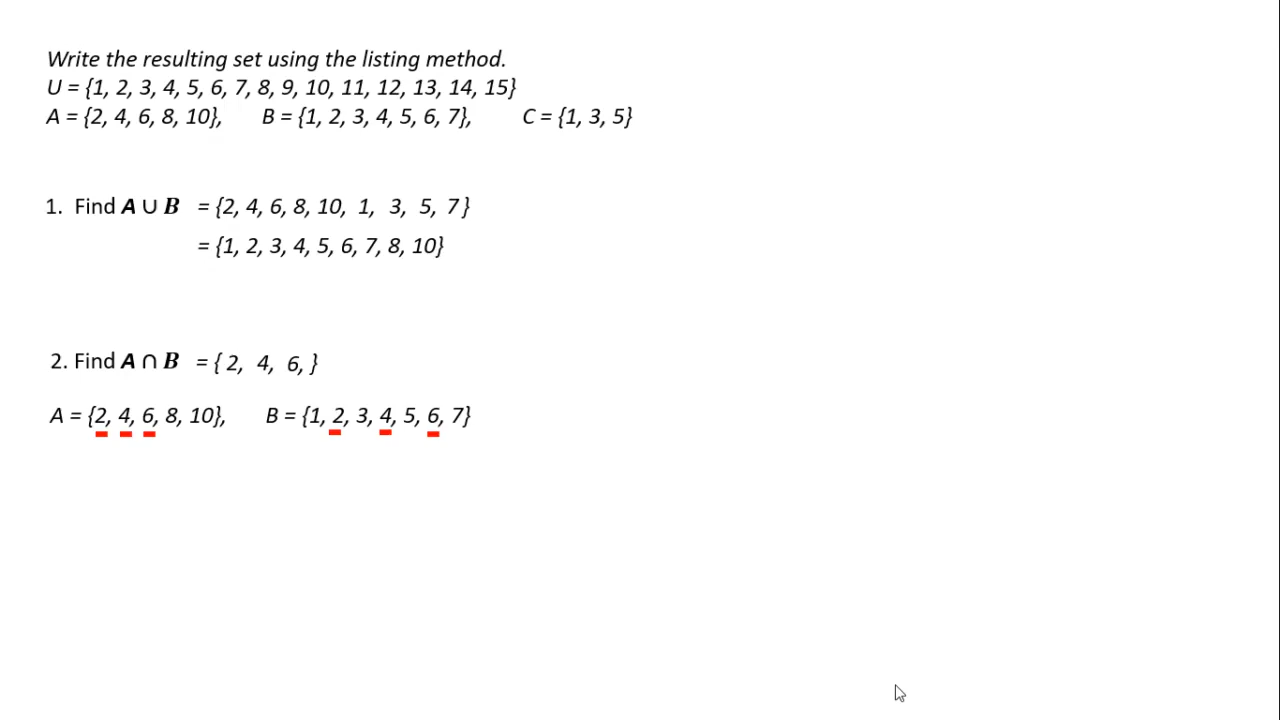 Write the resulting set using the listing method.
U = {1, 2, 3, 4, 5, 6, 7, 8, 9, 10, 11, 12, 13, 14, 15}
A = {2, 4, 6, 8, 10}, B = {1, 2, 3, 4, 5, 6, 7}, C = {1, 3, 5}
1. Find A ∪ B = {2, 4, 6, 8, 10, 1, 3, 5, 7}
= {1, 2, 3, 4, 5, 6, 7, 8, 10}
2. Find A ∩ B = { 2, 4, 6, }
A = {2, 4, 6, 8, 10}, B = {1, 2, 3, 4, 5, 6, 7}